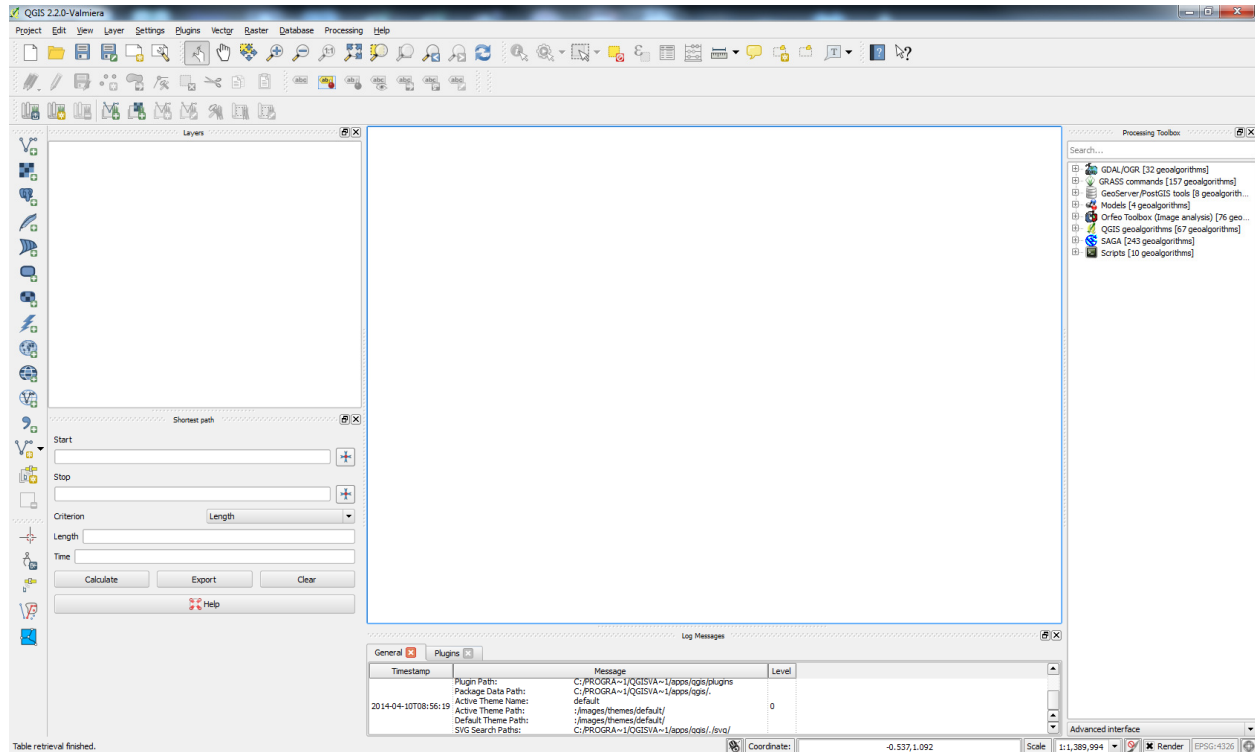 QGIS 2.2.0-Valmiera
Project Edit View Layer Settings Plugins Vector Raster Database Processing Help
Layers
Shortest path
Start
Stop
Criterion Length
Length
Time
Calculate Export Clear
Help
Processing Toolbox
Search...
GDAL/OGR [32 geoalgorithms]
GRASS commands [157 geoalgorithms]
GeoServer/PostGIS tools [8 geoalgorith...
Models [4 geoalgorithms]
Orfeo Toolbox (Image analysis) [76 geo...
QGIS geoalgorithms [67 geoalgorithms]
SAGA [243 geoalgorithms]
Scripts [10 geoalgorithms]
Advanced interface
Log Messages
General Plugins
Timestamp Message Level
2014-04-10T08:56:19
Plugin Path: C:/PROGRA~1/QGISVA~1/apps/qgis/plugins
Package Data Path: C:/PROGRA~1/QGISVA~1/apps/qgis/.
Active Theme Name: default
Active Theme Path: :/images/themes/default/
Default Theme Path: :/images/themes/default/
SVG Search Paths: C:/PROGRA~1/QGISVA~1/apps/qgis/./svg/
0
Table retrieval finished.
Coordinate: -0.537,1.092 Scale 1:1,389,994 Render EPSG:4326